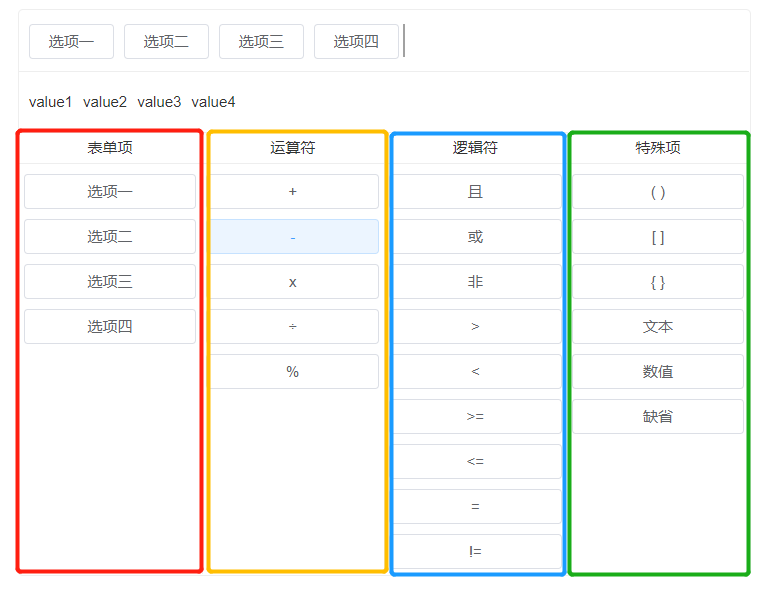 选项一 选项二 选项三 选项四
value1 value2 value3 value4
表单项 运算符 逻辑符 特殊项
选项一 + 且 ( )
选项二 - 或 [ ]
选项三 x 非 { }
选项四 ÷ > 文本
% < 数值
>= 缺省
<=
=
!=